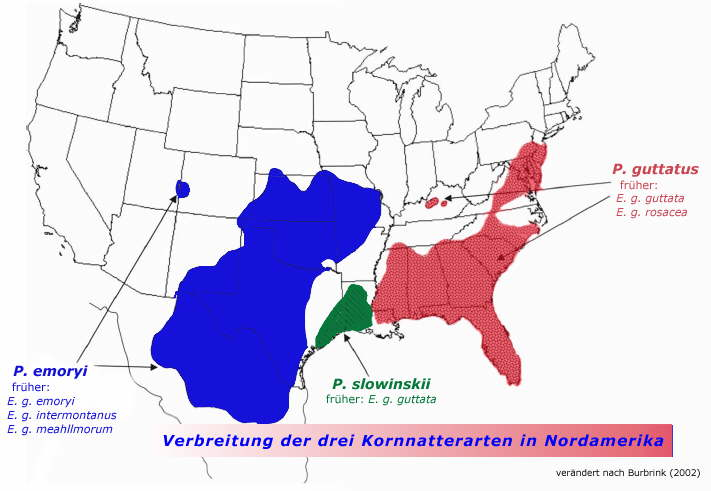 P. guttatus
früher:
E. g. guttata
E. g. rosacea
P. emoryi
früher:
E. g. emoryi
E. g. intermontanus
E. g. meahllmorum
P. slowinskii
früher: E. g. guttata
Verbreitung der drei Kornnatterarten in Nordamerika
verändert nach Burbrink (2002)